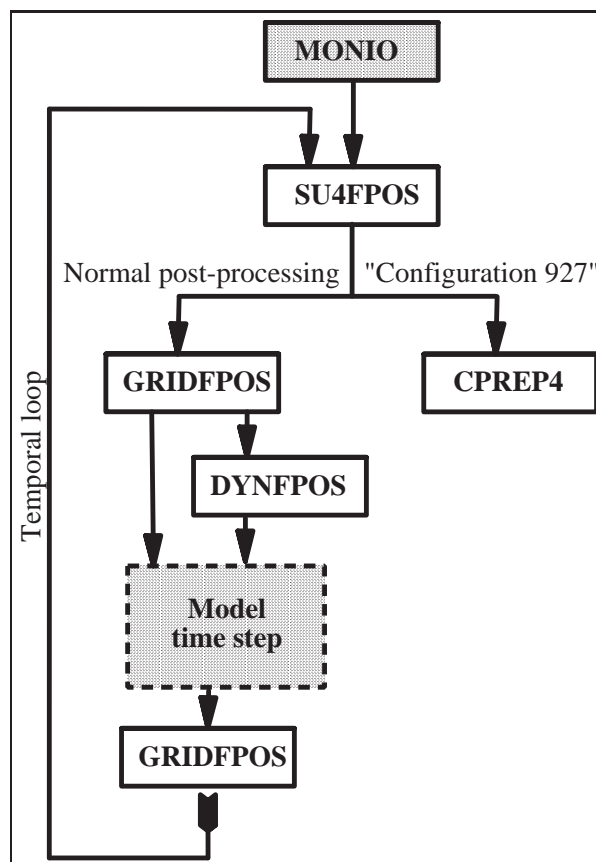 MONIO
SU4FPOS
Normal post-processing
"Configuration 927"
GRIDFPOS
CPREP4
DYNFPOS
Temporal loop
Model
time step
GRIDFPOS